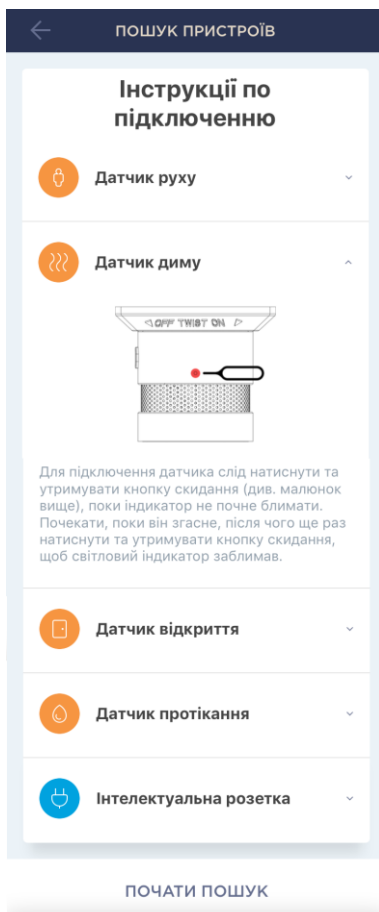 ПОШУК ПРИСТРОЇВ
Інструкції по
підключенню
Датчик руху
Датчик диму
OFF TWIST ON
Для підключення датчика слід натиснути та
утримувати кнопку скидання (див. малюнок
вище), поки індикатор не почне блимати.
Почекати, поки він згасне, після чого ще раз
натиснути та утримувати кнопку скидання,
щоб світловий індикатор заблимав.
Датчик відкриття
Датчик протікання
Інтелектуальна розетка
ПОЧАТИ ПОШУК